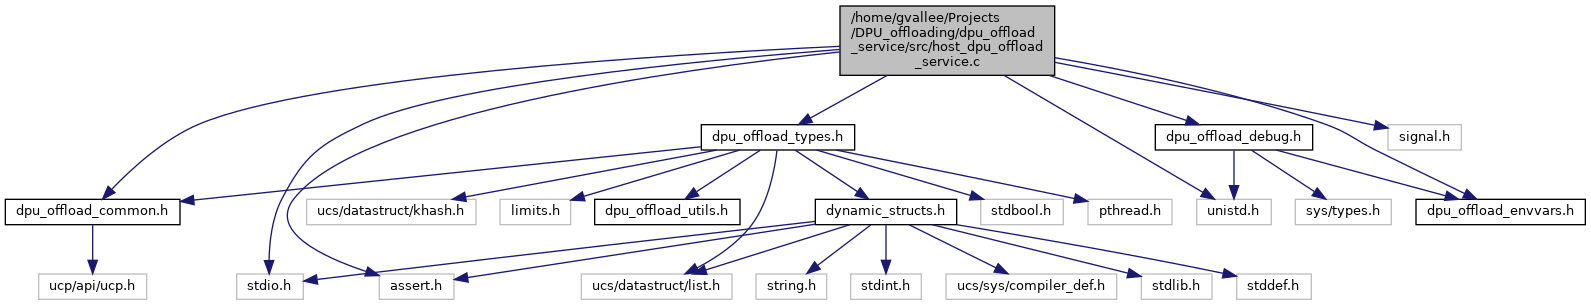 /home/gvallee/Projects
/DPU_offloading/dpu_offload
_service/src/host_dpu_offload
_service.c
dpu_offload_types.h
dpu_offload_debug.h
signal.h
dpu_offload_common.h
ucs/datastruct/khash.h
limits.h
dpu_offload_utils.h
dynamic_structs.h
stdbool.h
pthread.h
unistd.h
sys/types.h
dpu_offload_envvars.h
ucp/api/ucp.h
stdio.h
assert.h
ucs/datastruct/list.h
string.h
stdint.h
ucs/sys/compiler_def.h
stdlib.h
stddef.h